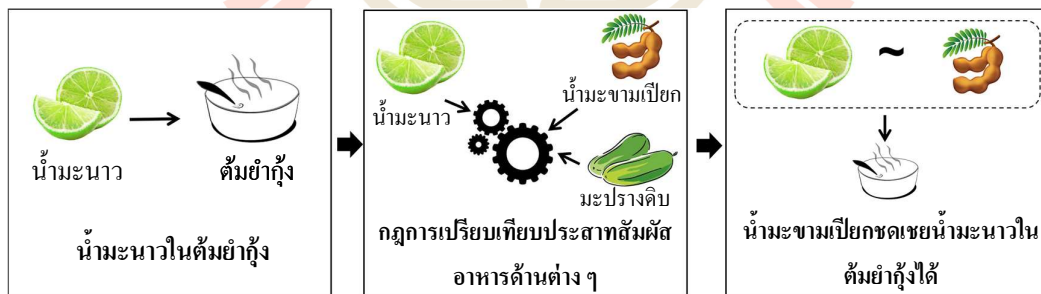 น้ำมะนาว
ต้มยำกุ้ง
น้ำมะนาวในต้มยำกุ้ง
น้ำมะนาว
น้ำมะขามเปียก
มะปรางดิบ
กฎการเปรียบเทียบประสาทสัมผัส
อาหารด้านต่าง ๆ
~
น้ำมะขามเปียกชดเชยน้ำมะนาวใน
ต้มยำกุ้งได้